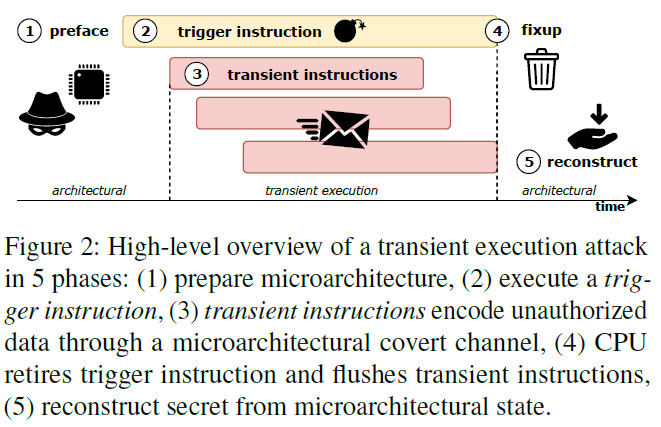 1 preface
2 trigger instruction
4 fixup
3 transient instructions
5 reconstruct
architectural transient execution architectural
time
Figure 2: High-level overview of a transient execution attack
in 5 phases: (1) prepare microarchitecture, (2) execute a trig-
ger instruction, (3) transient instructions encode unauthorized
data through a microarchitectural covert channel, (4) CPU
retires trigger instruction and flushes transient instructions,
(5) reconstruct secret from microarchitectural state.